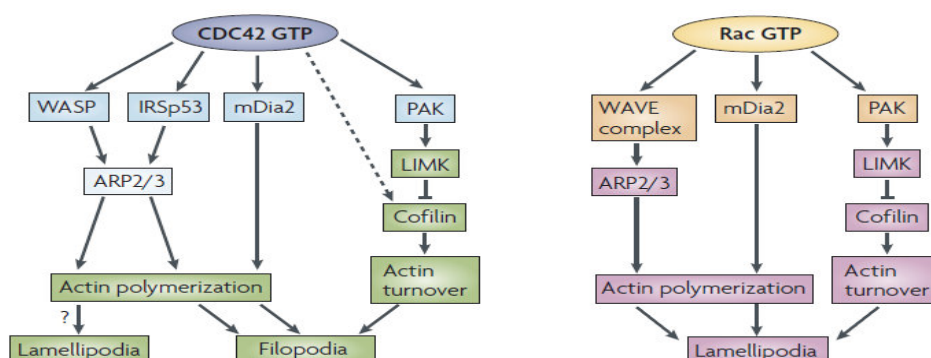 CDC42 GTP
WASP
IRSp53
mDia2
PAK
LIMK
ARP2/3
Cofilin
Actin polymerization
Actin
turnover
?
Lamellipodia
Filopodia
Rac GTP
WAVE
complex
mDia2
PAK
ARP2/3
LIMK
Cofilin
Actin polymerization
Actin
turnover
Lamellipodia